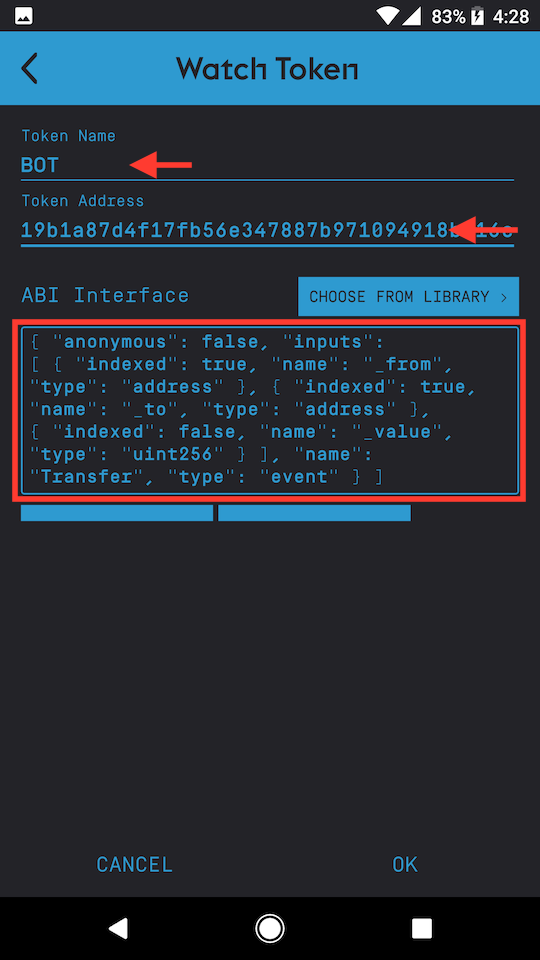 83% 4:28
Watch Token
Token Name
BOT
Token Address
ABI Interface
CHOOSE FROM LIBRARY >
{ "anonymous": false, "inputs":
[ { "indexed": true, "name": "_from",
"type": "address" }, { "indexed": true,
"name": "_to", "type": "address" },
{ "indexed": false, "name": "_value",
"type": "uint256" } ], "name":
"Transfer", "type": "event" } ]
CANCEL
OK